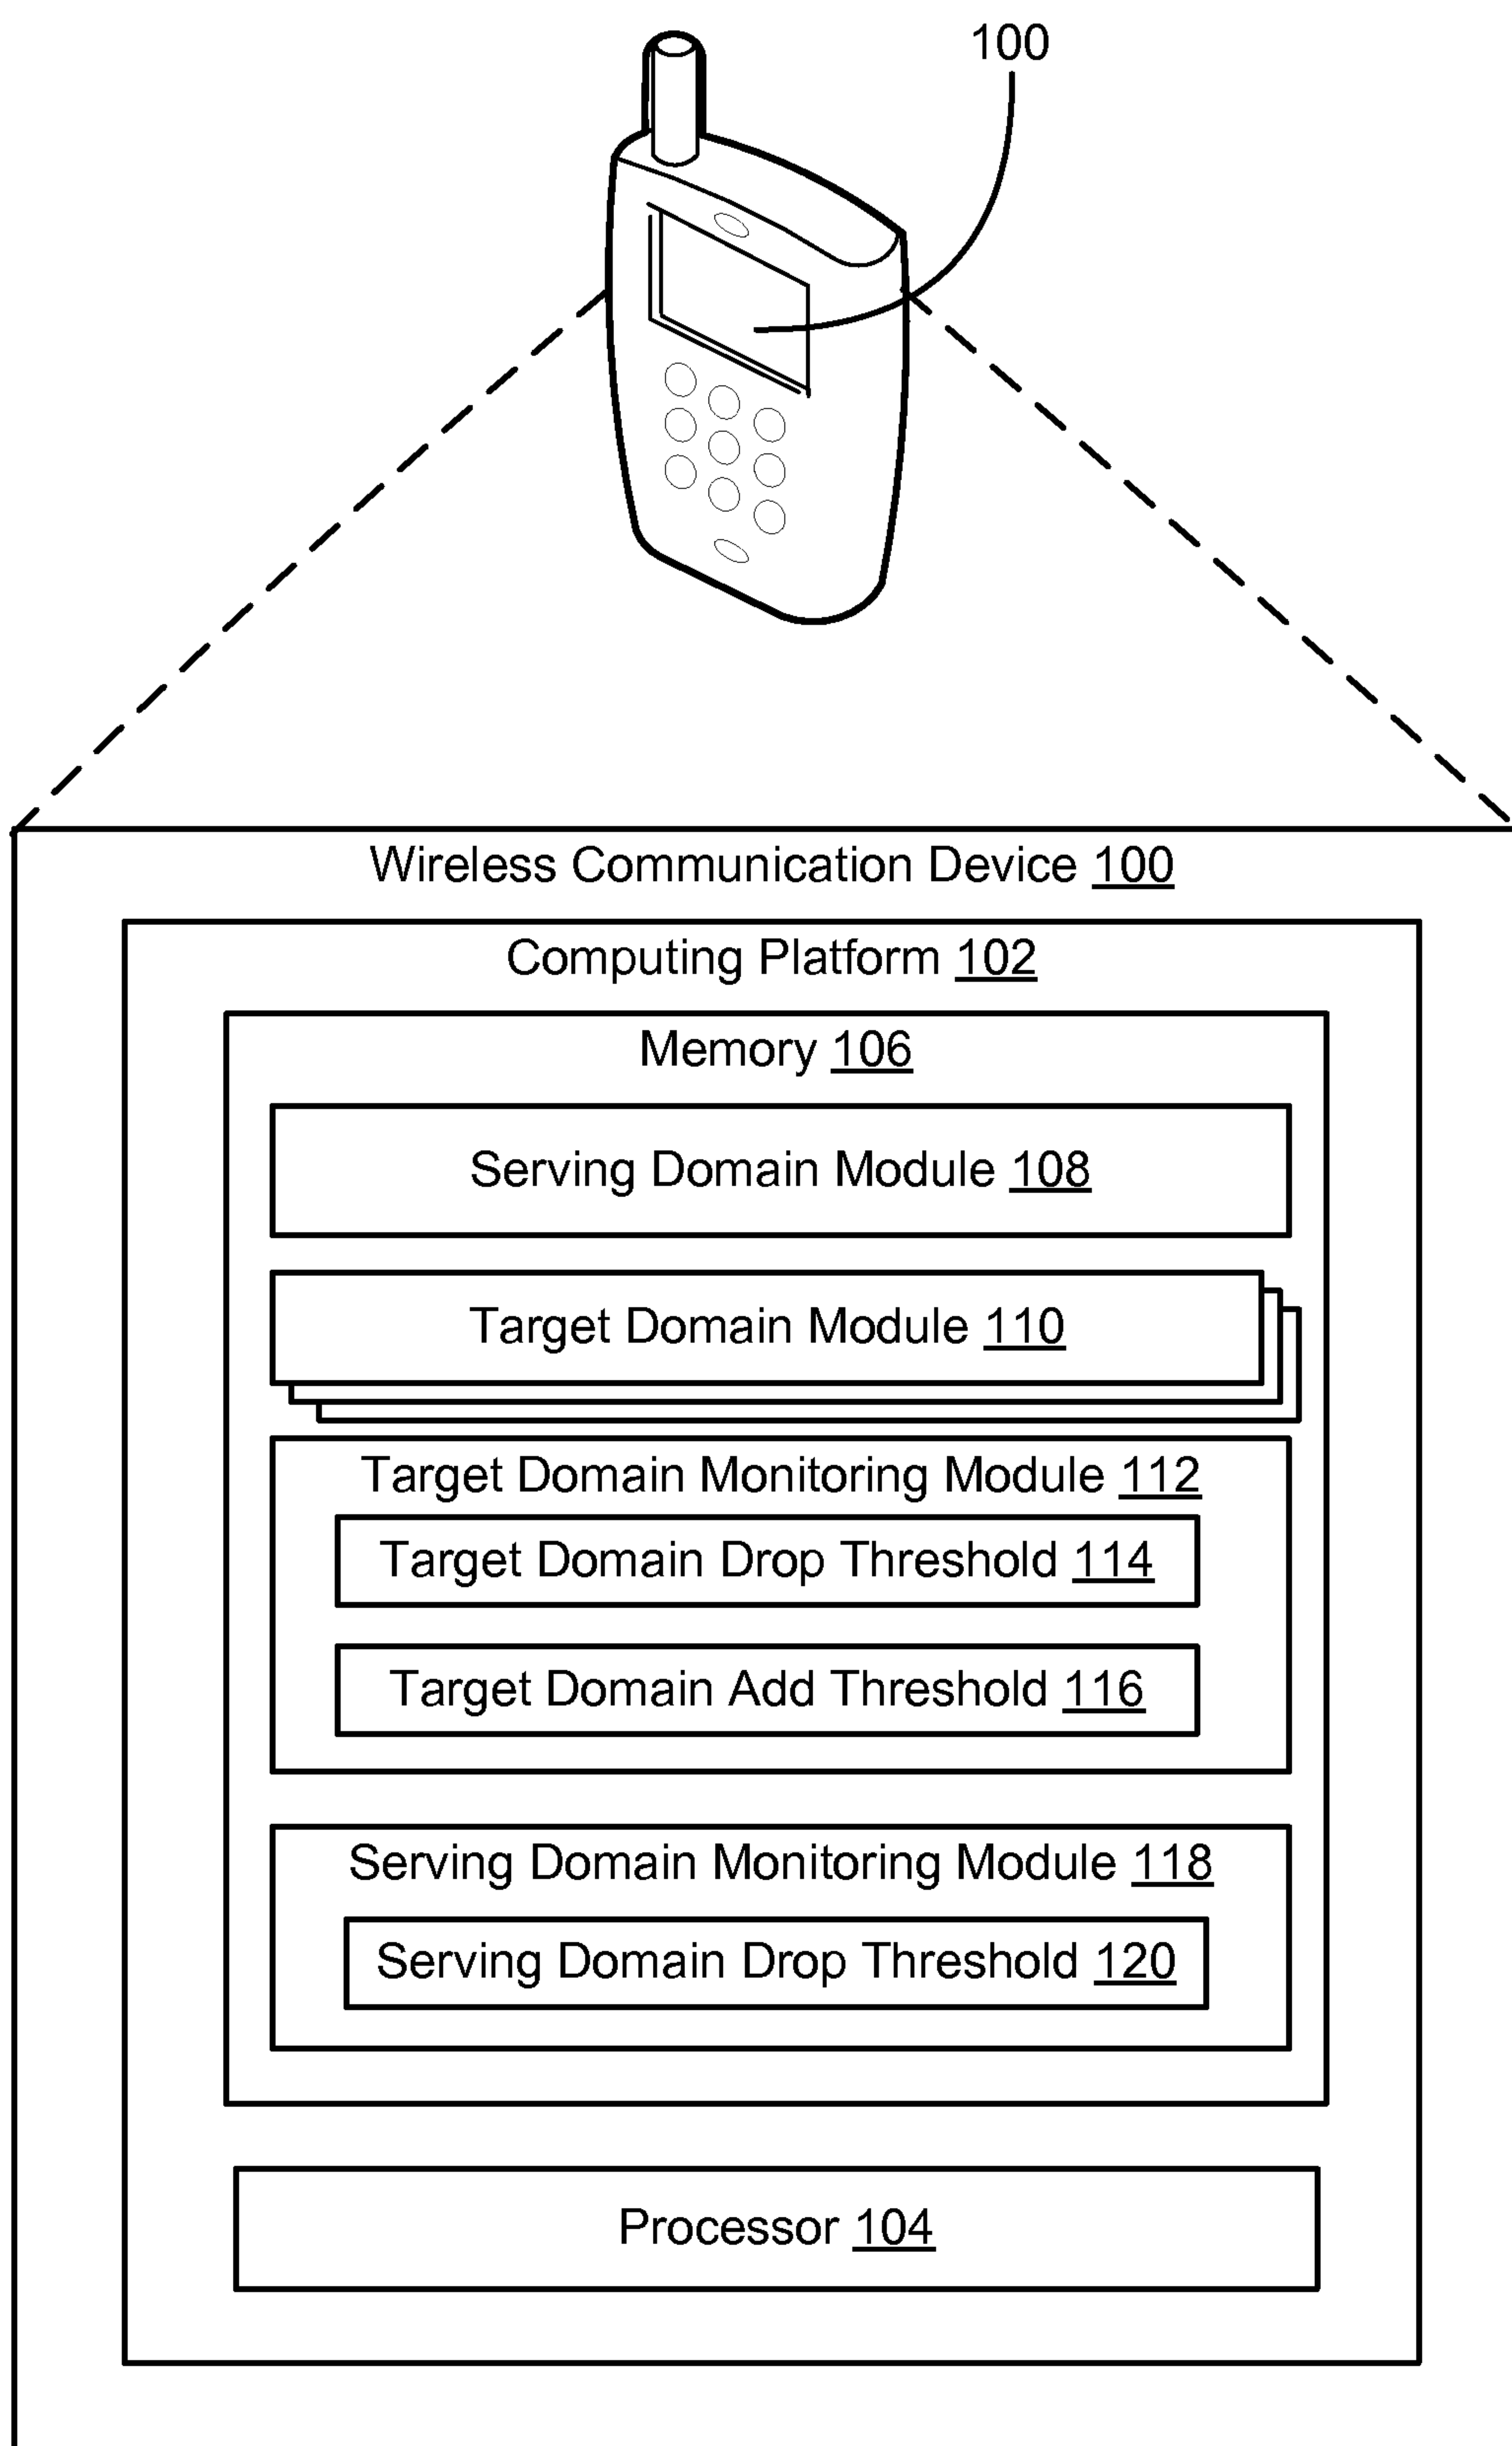 100
Wireless Communication Device 100
Computing Platform 102
Memory 106
Serving Domain Module 108
Target Domain Module 110
Target Domain Monitoring Module 112
Target Domain Drop Threshold 114
Target Domain Add Threshold 116
Serving Domain Monitoring Module 118
Serving Domain Drop Threshold 120
Processor 104